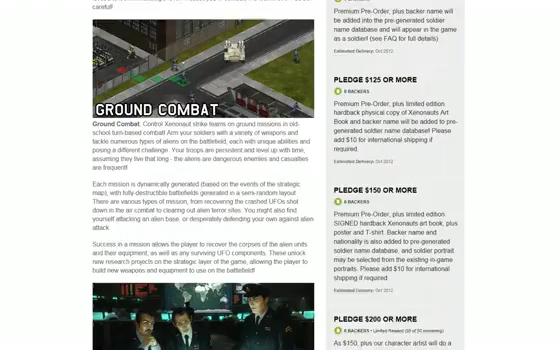 careful!
GROUND COMBAT
Ground Combat: Control Xenonaut strike teams on ground missions in old-
school turn-based combat! Arm your soldiers with a variety of weapons and
tackle numerous types of aliens on the battlefield, each with unique abilities and
posing a different challenge. Your troops are persistent and level up with time,
assuming they live that long - the aliens are dangerous enemies and casualties
are frequent!
Each mission is dynamically generated (based on the events of the strategic
map), with fully-destructible battlefields generated in a semi-random layout.
There are various types of mission, from recovering the crashed UFOs shot
down in the air combat to clearing out alien terror sites. You might also find
yourself attacking an alien base, or desperately defending your own against alien
attack.
Success in a mission allows the player to recover the corpses of the alien units
and their equipment, as well as any surviving UFO components. These unlock
new research projects on the strategic layer of the game, allowing the player to
build new weapons and equipment to use on the battlefield!
Premium Pre-Order, plus backer name will
be added into the pre-generated soldier
name database and will appear in the game
as a soldier! (see FAQ for full details)
Estimated Delivery: Oct 2012
PLEDGE $125 OR MORE
6 BACKERS
Premium Pre-Order, plus limited edition
hardback physical copy of Xenonauts Art
Book and backer name will be added to pre-
generated soldier name database! Please
add $10 for international shipping if
required.
Estimated Delivery: Oct 2012
PLEDGE $150 OR MORE
6 BACKERS
Premium Pre-Order, plus limited edition
SIGNED hardback Xenonauts art book, plus
poster and T-shirt. Backer name and
nationality is also added to pre-generated
soldier name database, and soldier portrait
may be selected from the existing in-game
portraits. Please add $10 for international
shipping if required
Estimated Delivery: Oct 2012
PLEDGE $200 OR MORE
BACKERS • Limited Reward
As $150, plus our character artist will do a